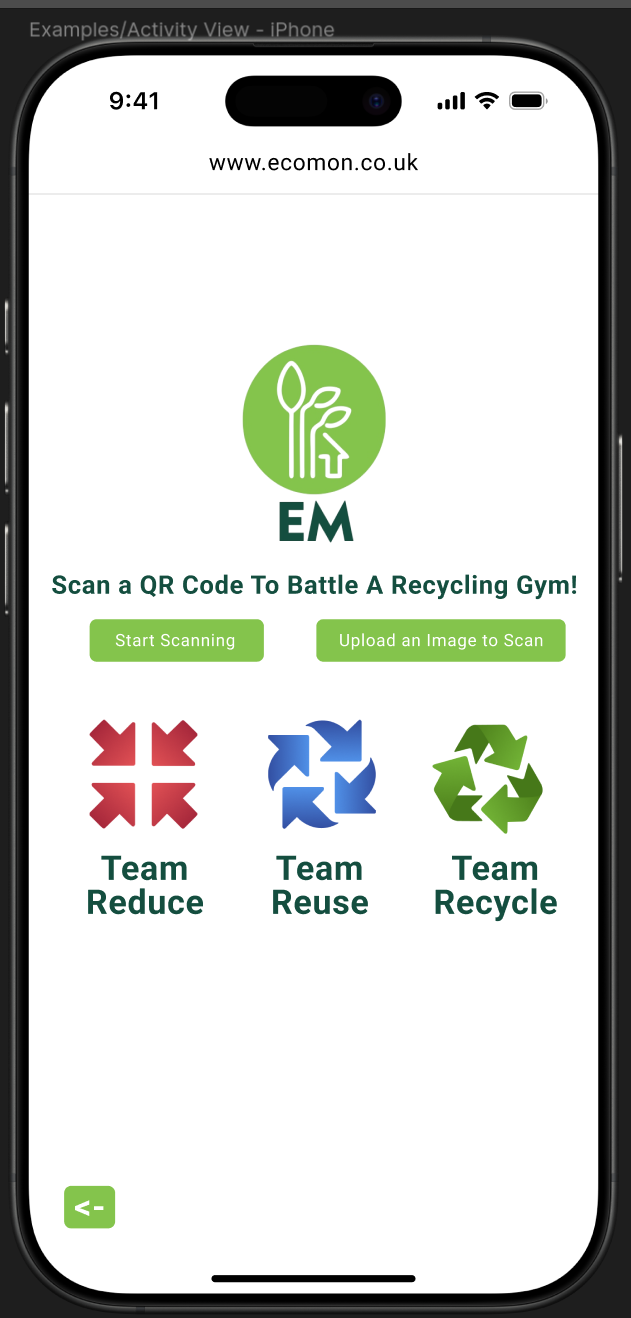 Examples/Activity View - iPhone
9:41
www.ecomon.co.uk
EM
Scan a QR Code To Battle A Recycling Gym!
Start Scanning
Upload an Image to Scan
Team
Reduce
Team
Reuse
Team
Recycle
<-